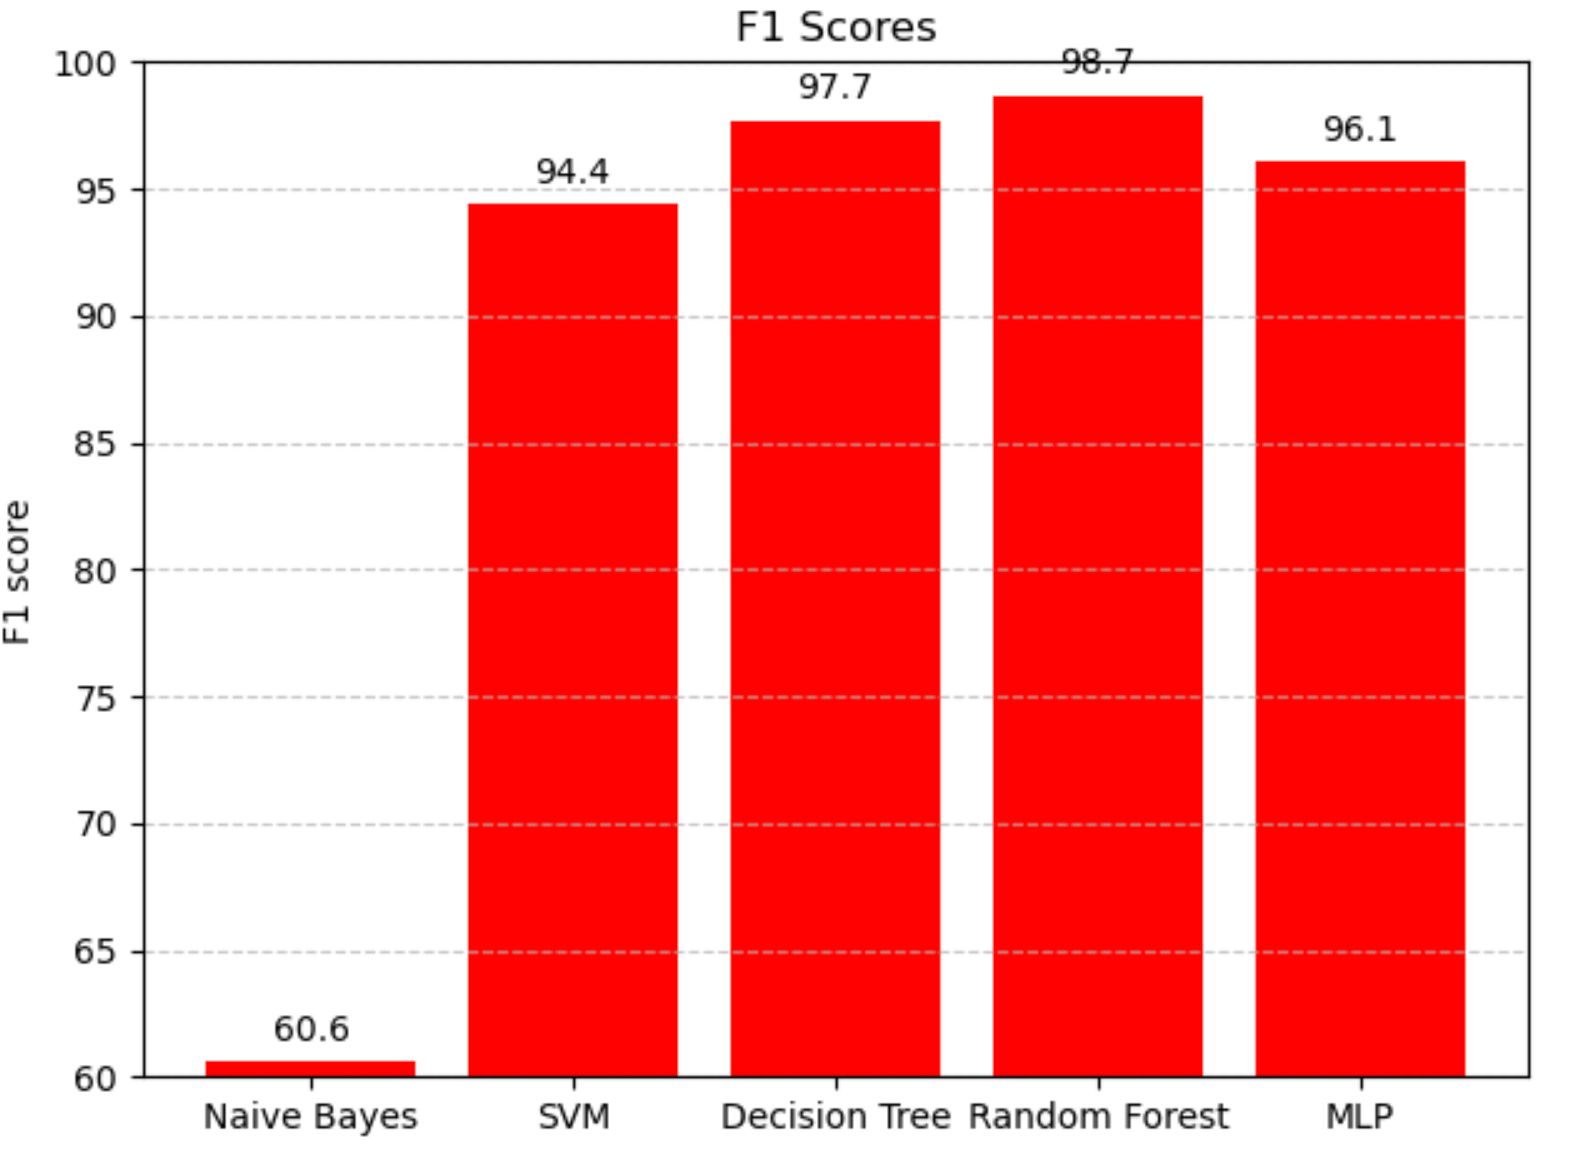 F1 Scores
F1 score
100
95
90
85
80
75
70
65
60
60.6
94.4
97.7
98.7
96.1
Naive Bayes
SVM
Decision Tree
Random Forest
MLP